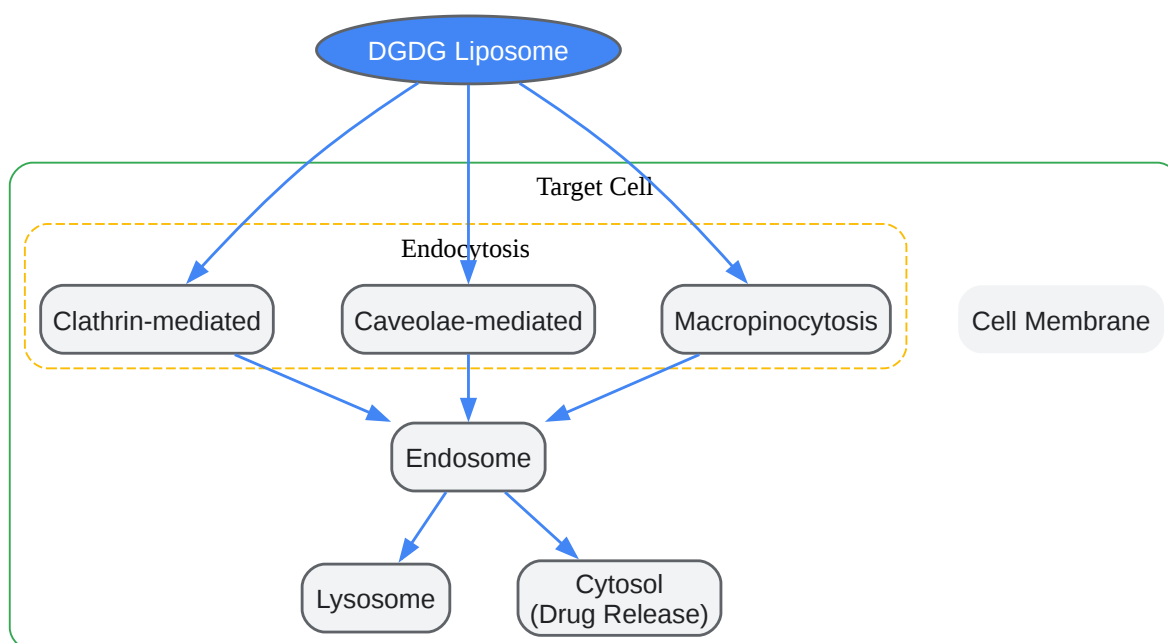 DGDG Liposome
Target Cell
Endocytosis
Clathrin-mediated
Caveolae-mediated
Macropinocytosis
Cell Membrane
Endosome
Lysosome
Cytosol
(Drug Release)